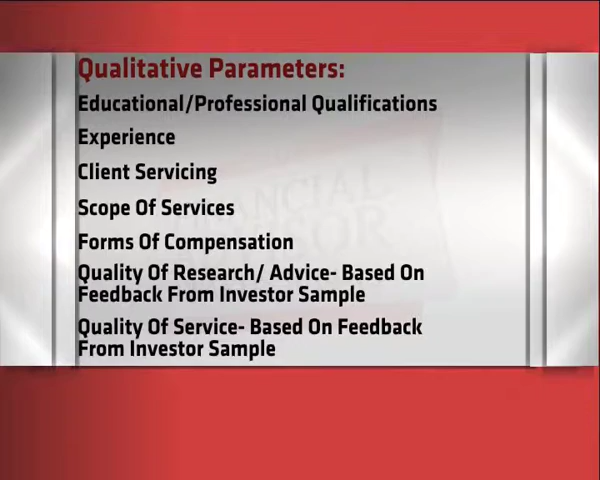 Qualitative Parameters:
Educational/Professional Qualifications
Experience
Client Servicing
Scope Of Services
Forms Of Compensation
Quality Of Research/ Advice- Based On
Feedback From Investor Sample
Quality Of Service- Based On Feedback
From Investor Sample